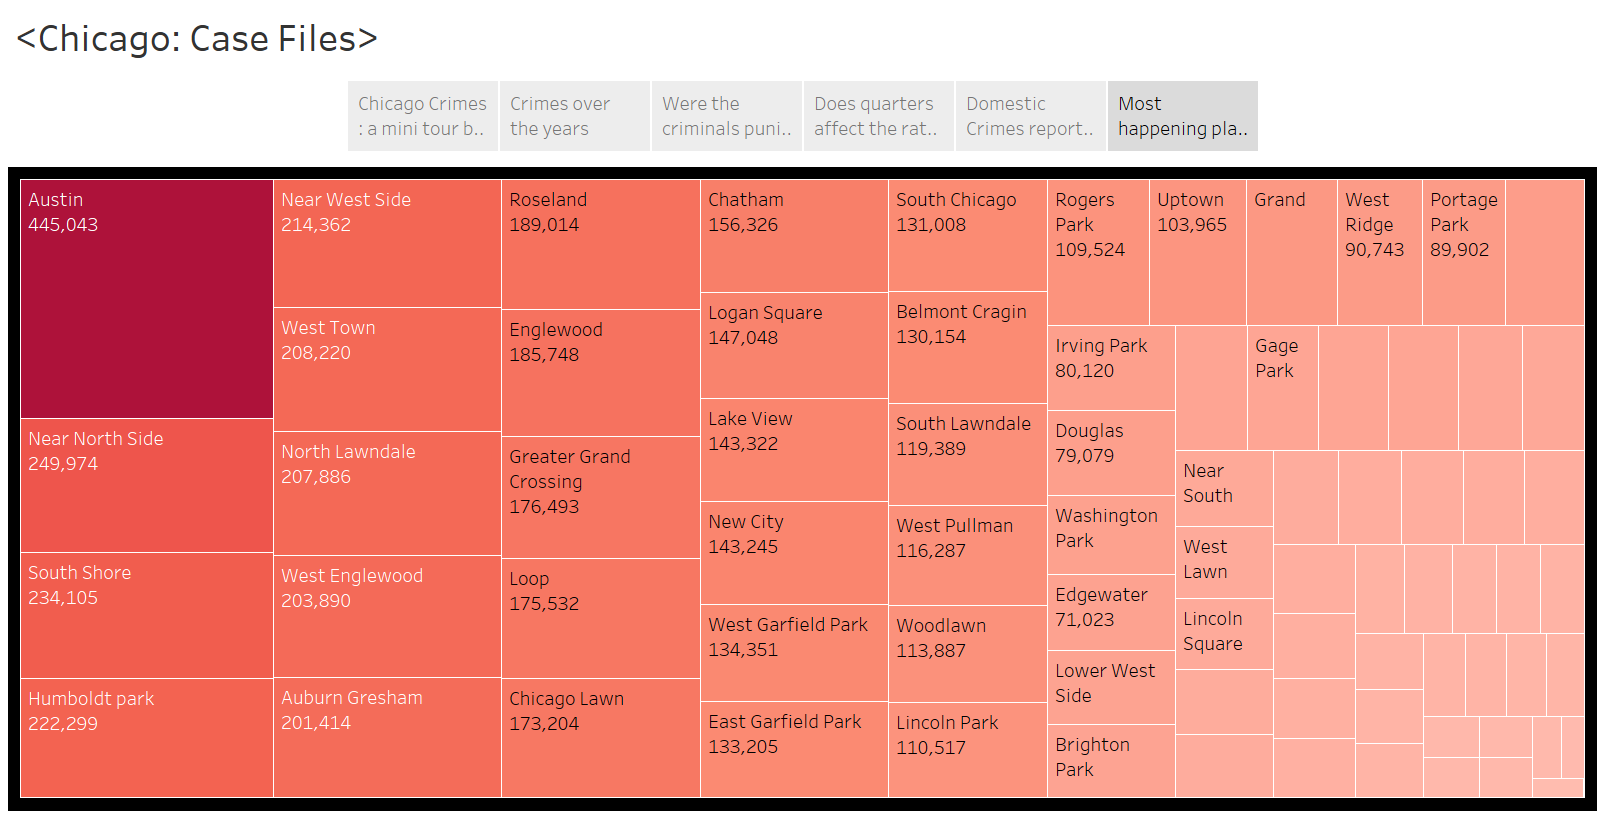 <Chicago: Case Files>
Chicago Crimes
: a mini tour b..
Crimes over
the years
Were the
criminals puni..
Does quarters
affect the rat..
Domestic
Crimes report..
Most
happening pla..
Austin
445,043
Near North Side
249,974
South Shore
234,105
Humboldt park
222,299
Near West Side
214,362
West Town
208,220
North Lawndale
207,886
West Englewood
203,890
Auburn Gresham
201,414
Roseland
189,014
Englewood
185,748
Greater Grand
Crossing
176,493
Loop
175,532
Chicago Lawn
173,204
Chatham
156,326
Logan Square
147,048
Lake View
143,322
New City
143,245
West Garfield Park
134,351
East Garfield Park
133,205
South Chicago
131,008
Belmont Cragin
130,154
South Lawndale
119,389
West Pullman
116,287
Woodlawn
113,887
Lincoln Park
110,517
Rogers
Park
109,524
Uptown
103,965
Grand
West
Ridge
90,743
Portage
Park
89,902
Irving Park
80,120
Douglas
79,079
Washington
Park
Edgewater
71,023
Lower West
Side
Brighton
Park
Gage
Park
Near
South
West
Lawn
Lincoln
Square